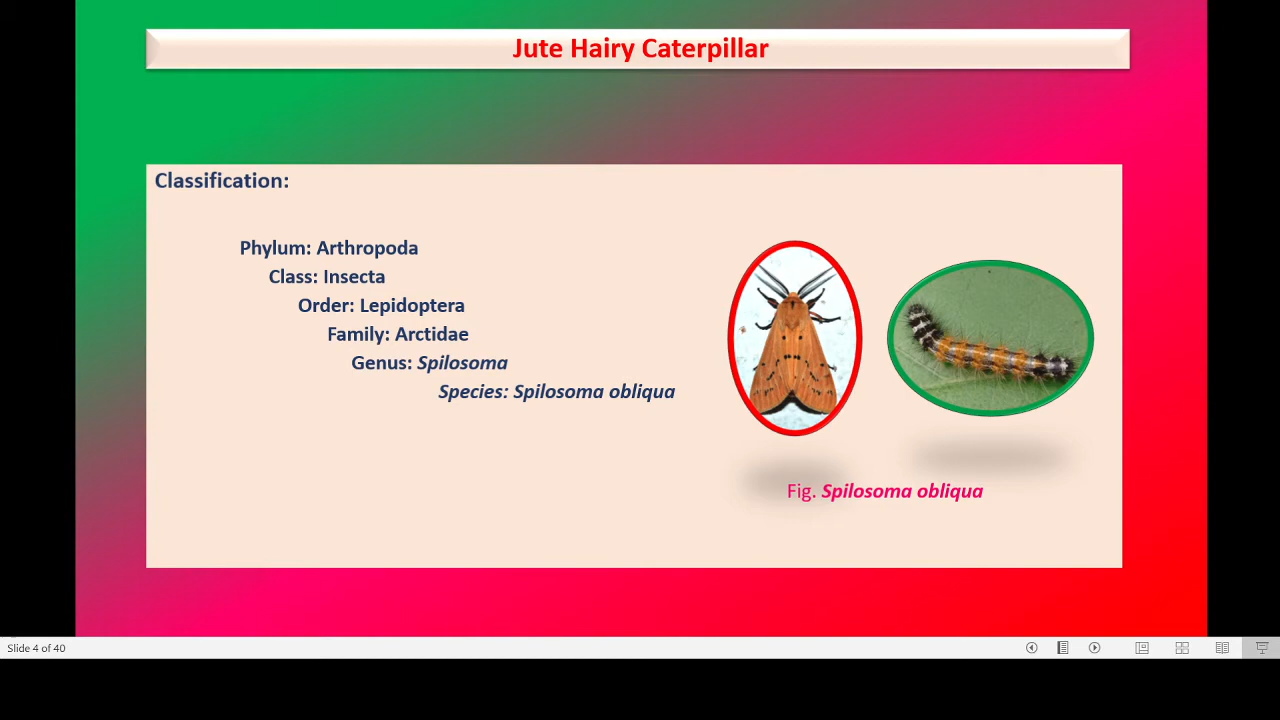 Jute Hairy Caterpillar
Classification:
Phylum: Arthropoda
Class: Insecta
Order: Lepidoptera
Family: Arctidae
Genus: Spilosoma
Species: Spilosoma obliqua
Fig. Spilosoma obliqua
Slide 4 of 40